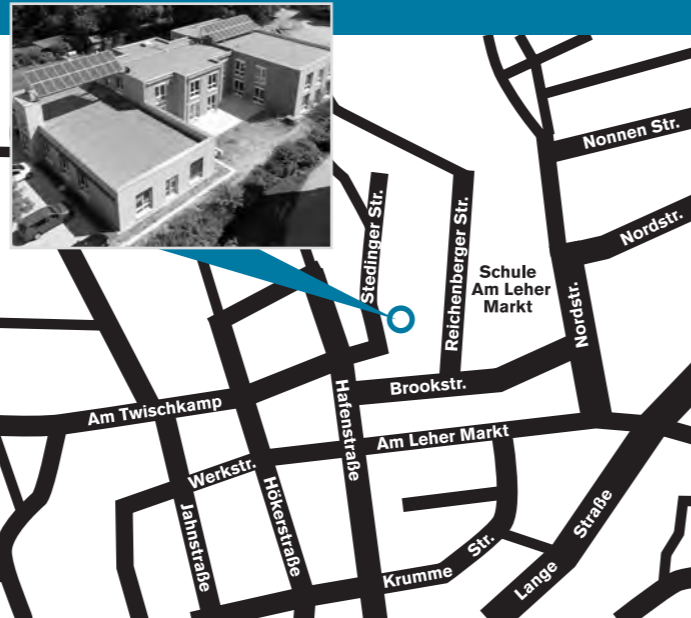 Nonnen Str.
Nordstr.
Stedinger Str.
Reichenberger Str.
Schule
Am Leher
Markt
Nordstr.
Hafenstraße
Brookstr.
Am Twischkamp
Am Leher Markt
Werkstr.
Jahnstraße
Hökerstraße
Krumme Str.
Lange Straße